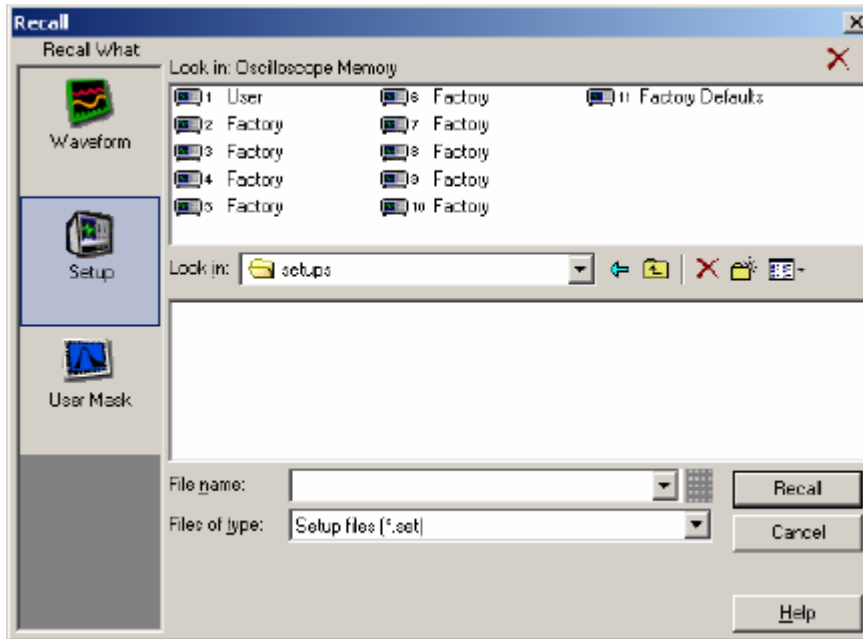 Recall
Recall What
Waveform
Setup
User Mask
Look in: Oscilloscope Memory
1 User
2 Factory
3 Factory
4 Factory
5 Factory
6 Factory
7 Factory
8 Factory
9 Factory
10 Factory
11 Factory Defaults
Look in: setups
File name:
Files of type: Setup files (*.set)
Recall
Cancel
Help